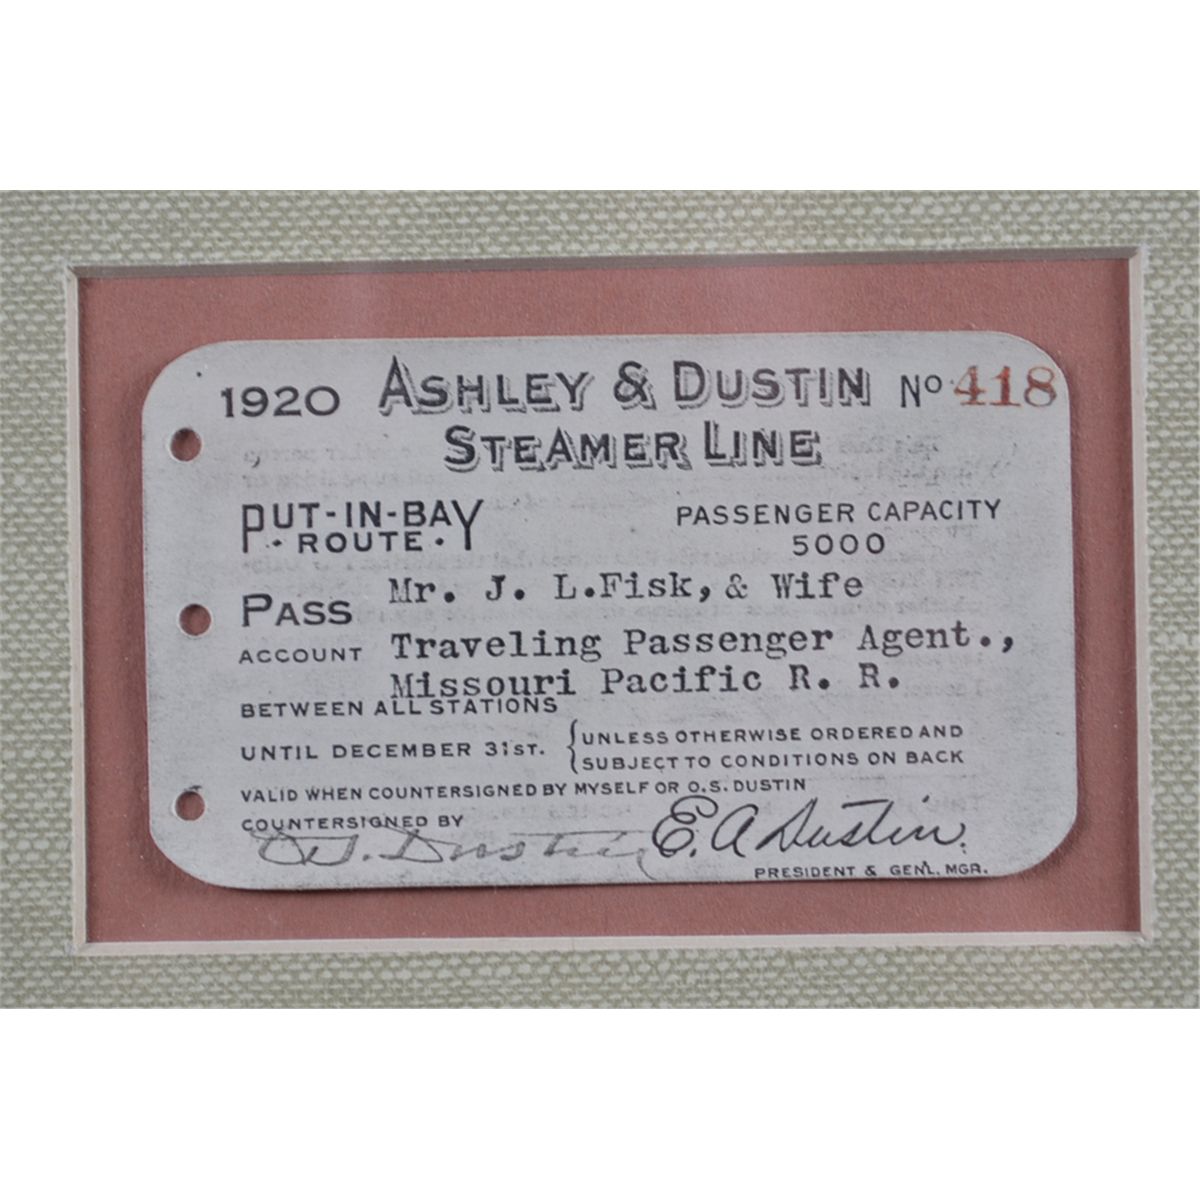 1920 ASHLEY & DUSTIN No 418
STEAMER LINE
PUT-IN-BAY PASSENGER CAPACITY
ROUTE 5000
PASS Mr. J. L.Fisk, & Wife
ACCOUNT Traveling Passenger Agent.,
Missouri Pacific R. R.
BETWEEN ALL STATIONS
UNTIL DECEMBER 31ST. { UNLESS OTHERWISE ORDERED AND
SUBJECT TO CONDITIONS ON BACK
VALID WHEN COUNTERSIGNED BY MYSELF OR O.S. DUSTIN
COUNTERSIGNED BY
O.S. Dustin E. A Dustin.
PRESIDENT & GEN'L. MGR.